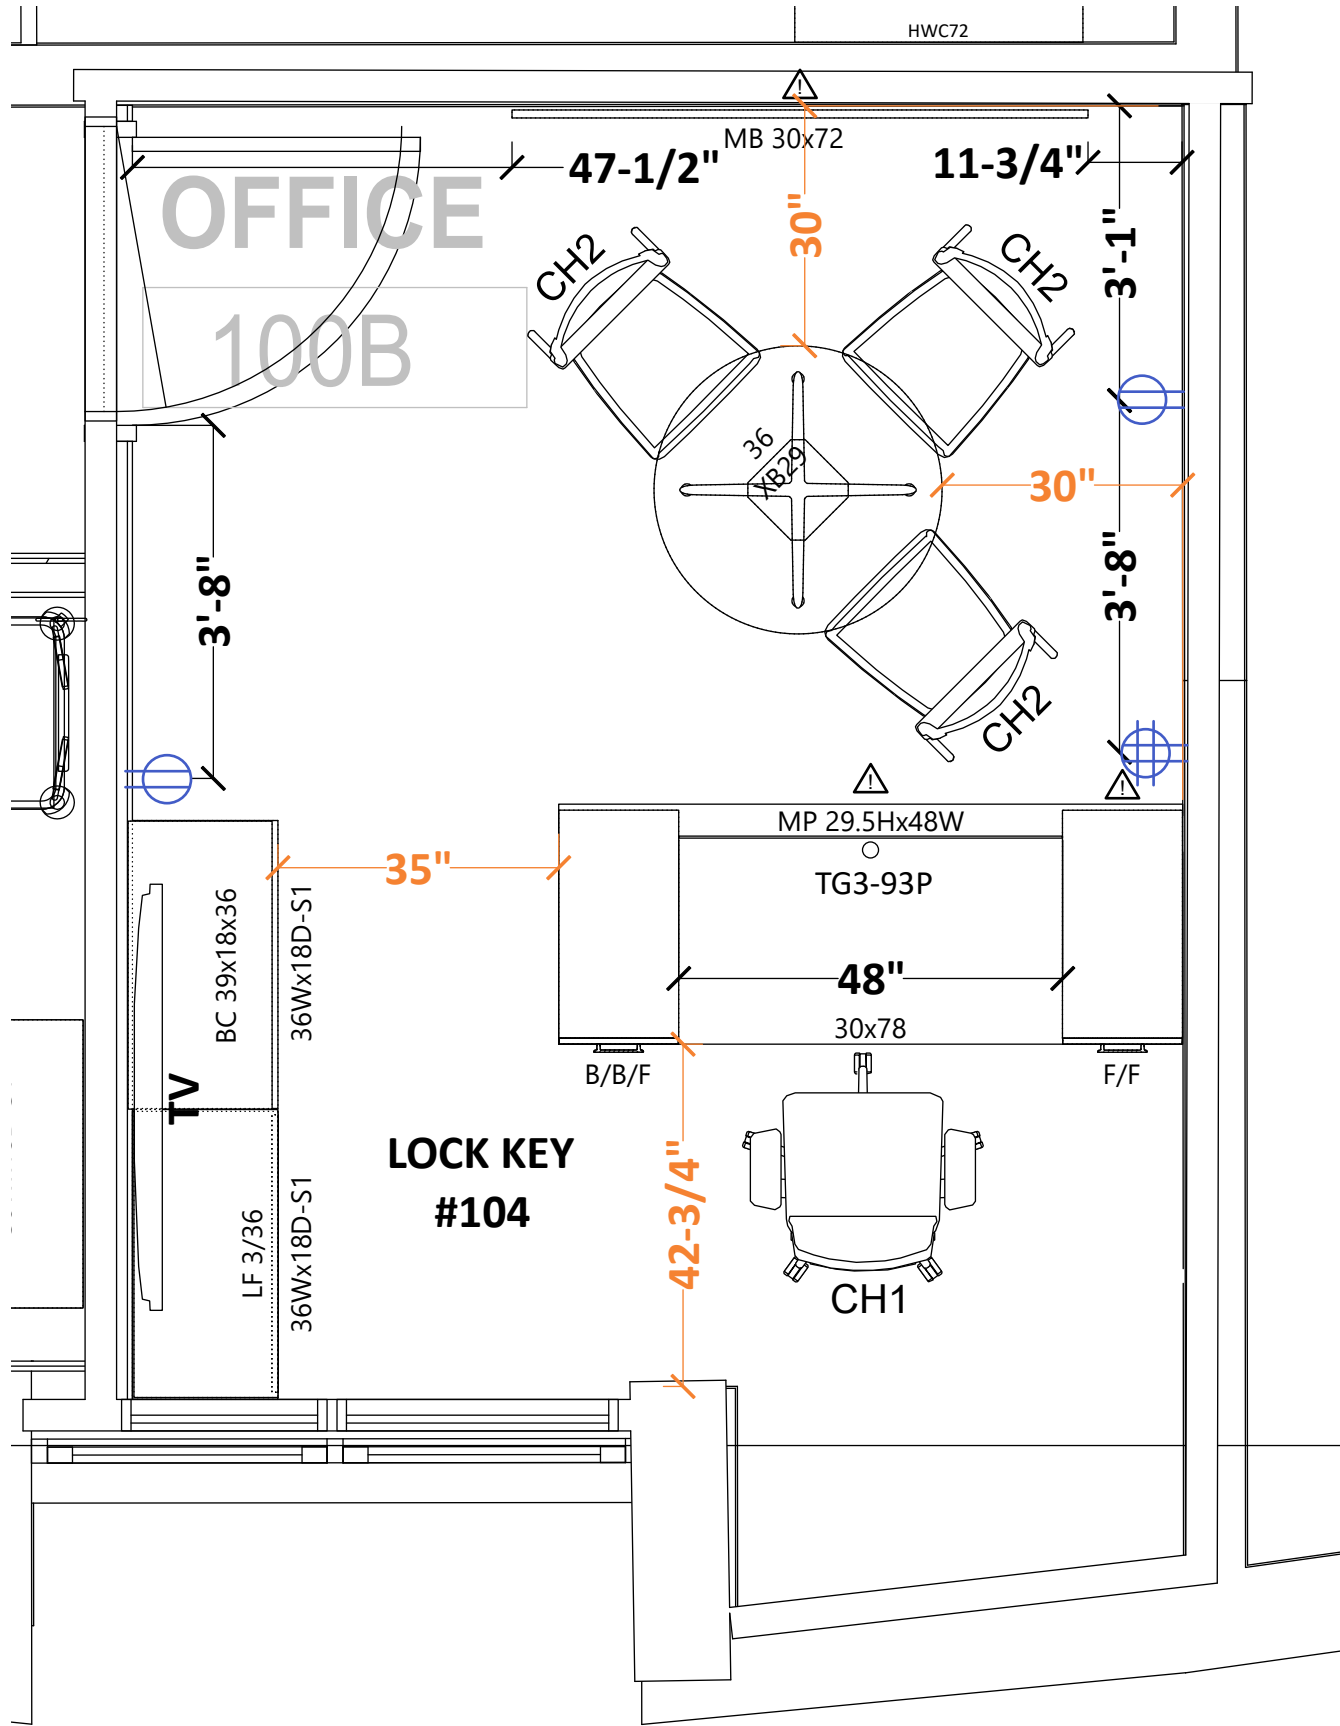 HWC72
!
MB 30x72
47-1/2"
11-3/4"
OFFICE
100B
30"
3'-1"
CH2
CH2
36
XB29
30"
3'-8"
3'-8"
CH2
!
!
MP 29.5Hx48W
35"
TG3-93P
BC 39x18x36
36Wx18D-S1
48"
30x78
B/B/F
F/F
TV
LOCK KEY
#104
42-3/4"
LF 3/36
36Wx18D-S1
CH1